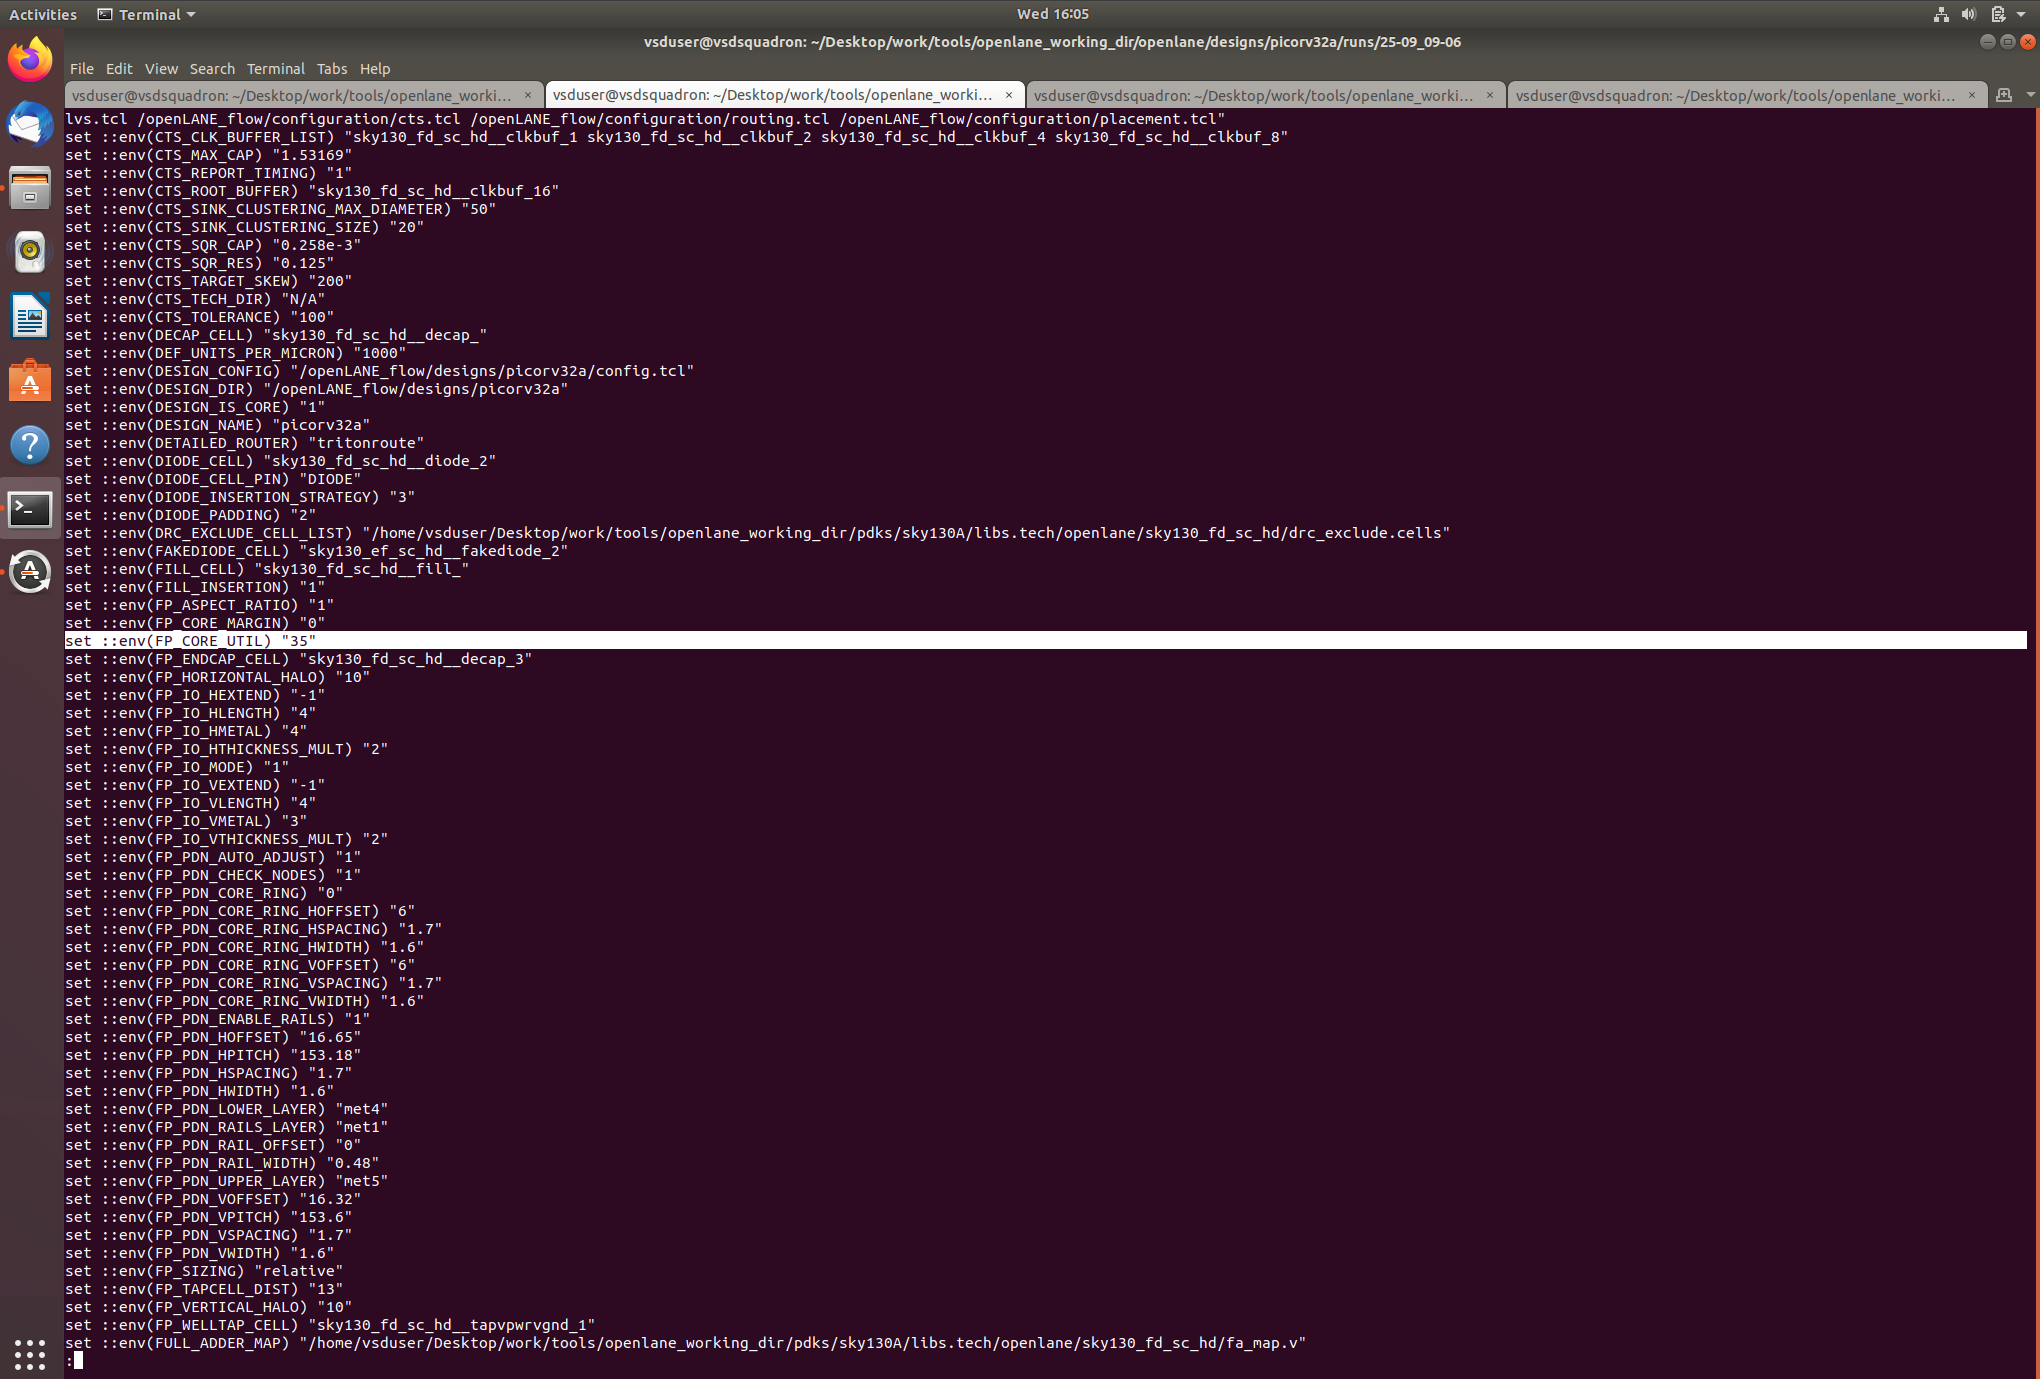 Activities Terminal Wed 16:05
vsduser@vsdsquadron: ~/Desktop/work/tools/openlane_working_dir/openlane/designs/picorv32a/runs/25-09_09-06
File Edit View Search Terminal Tabs Help
vsduser@vsdsquadron: ~/Desktop/work/tools/openlane_worki... × vsduser@vsdsquadron: ~/Desktop/work/tools/openlane_worki... × vsduser@vsdsquadron: ~/Desktop/work/tools/openlane_worki... × vsduser@vsdsquadron: ~/Desktop/work/tools/openlane_worki... ×
lvs.tcl /openLANE_flow/configuration/cts.tcl /openLANE_flow/configuration/routing.tcl /openLANE_flow/configuration/placement.tcl"
set ::env(CTS_CLK_BUFFER_LIST) "sky130_fd_sc_hd__clkbuf_1 sky130_fd_sc_hd__clkbuf_2 sky130_fd_sc_hd__clkbuf_4 sky130_fd_sc_hd__clkbuf_8"
set ::env(CTS_MAX_CAP) "1.53169"
set ::env(CTS_REPORT_TIMING) "1"
set ::env(CTS_ROOT_BUFFER) "sky130_fd_sc_hd__clkbuf_16"
set ::env(CTS_SINK_CLUSTERING_MAX_DIAMETER) "50"
set ::env(CTS_SINK_CLUSTERING_SIZE) "20"
set ::env(CTS_SQR_CAP) "0.258e-3"
set ::env(CTS_SQR_RES) "0.125"
set ::env(CTS_TARGET_SKEW) "200"
set ::env(CTS_TECH_DIR) "N/A"
set ::env(CTS_TOLERANCE) "100"
set ::env(DECAP_CELL) "sky130_fd_sc_hd__decap_"
set ::env(DEF_UNITS_PER_MICRON) "1000"
set ::env(DESIGN_CONFIG) "/openLANE_flow/designs/picorv32a/config.tcl"
set ::env(DESIGN_DIR) "/openLANE_flow/designs/picorv32a"
set ::env(DESIGN_IS_CORE) "1"
set ::env(DESIGN_NAME) "picorv32a"
set ::env(DETAILED_ROUTER) "tritonroute"
set ::env(DIODE_CELL) "sky130_fd_sc_hd__diode_2"
set ::env(DIODE_CELL_PIN) "DIODE"
set ::env(DIODE_INSERTION_STRATEGY) "3"
set ::env(DIODE_PADDING) "2"
set ::env(DRC_EXCLUDE_CELL_LIST) "/home/vsduser/Desktop/work/tools/openlane_working_dir/pdks/sky130A/libs.tech/openlane/sky130_fd_sc_hd/drc_exclude.cells"
set ::env(FAKEDIODE_CELL) "sky130_ef_sc_hd__fakediode_2"
set ::env(FILL_CELL) "sky130_fd_sc_hd__fill_"
set ::env(FILL_INSERTION) "1"
set ::env(FP_ASPECT_RATIO) "1"
set ::env(FP_CORE_MARGIN) "0"
set ::env(FP_CORE_UTIL) "35"
set ::env(FP_ENDCAP_CELL) "sky130_fd_sc_hd__decap_3"
set ::env(FP_HORIZONTAL_HALO) "10"
set ::env(FP_IO_HEXTEND) "-1"
set ::env(FP_IO_HLENGTH) "4"
set ::env(FP_IO_HMETAL) "4"
set ::env(FP_IO_HTHICKNESS_MULT) "2"
set ::env(FP_IO_MODE) "1"
set ::env(FP_IO_VEXTEND) "-1"
set ::env(FP_IO_VLENGTH) "4"
set ::env(FP_IO_VMETAL) "3"
set ::env(FP_IO_VTHICKNESS_MULT) "2"
set ::env(FP_PDN_AUTO_ADJUST) "1"
set ::env(FP_PDN_CHECK_NODES) "1"
set ::env(FP_PDN_CORE_RING) "0"
set ::env(FP_PDN_CORE_RING_HOFFSET) "6"
set ::env(FP_PDN_CORE_RING_HSPACING) "1.7"
set ::env(FP_PDN_CORE_RING_HWIDTH) "1.6"
set ::env(FP_PDN_CORE_RING_VOFFSET) "6"
set ::env(FP_PDN_CORE_RING_VSPACING) "1.7"
set ::env(FP_PDN_CORE_RING_VWIDTH) "1.6"
set ::env(FP_PDN_ENABLE_RAILS) "1"
set ::env(FP_PDN_HOFFSET) "16.65"
set ::env(FP_PDN_HPITCH) "153.18"
set ::env(FP_PDN_HSPACING) "1.7"
set ::env(FP_PDN_HWIDTH) "1.6"
set ::env(FP_PDN_LOWER_LAYER) "met4"
set ::env(FP_PDN_RAILS_LAYER) "met1"
set ::env(FP_PDN_RAIL_OFFSET) "0"
set ::env(FP_PDN_RAIL_WIDTH) "0.48"
set ::env(FP_PDN_UPPER_LAYER) "met5"
set ::env(FP_PDN_VOFFSET) "16.32"
set ::env(FP_PDN_VPITCH) "153.6"
set ::env(FP_PDN_VSPACING) "1.7"
set ::env(FP_PDN_VWIDTH) "1.6"
set ::env(FP_SIZING) "relative"
set ::env(FP_TAPCELL_DIST) "13"
set ::env(FP_VERTICAL_HALO) "10"
set ::env(FP_WELLTAP_CELL) "sky130_fd_sc_hd__tapvpwrvgnd_1"
set ::env(FULL_ADDER_MAP) "/home/vsduser/Desktop/work/tools/openlane_working_dir/pdks/sky130A/libs.tech/openlane/sky130_fd_sc_hd/fa_map.v"
: